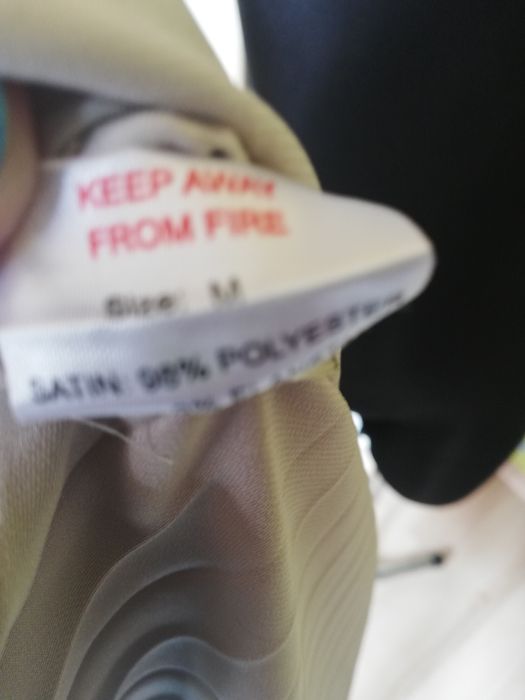 KEEP AWAY
FROM FIRE
Size: M
SATIN: 98% POLYESTER